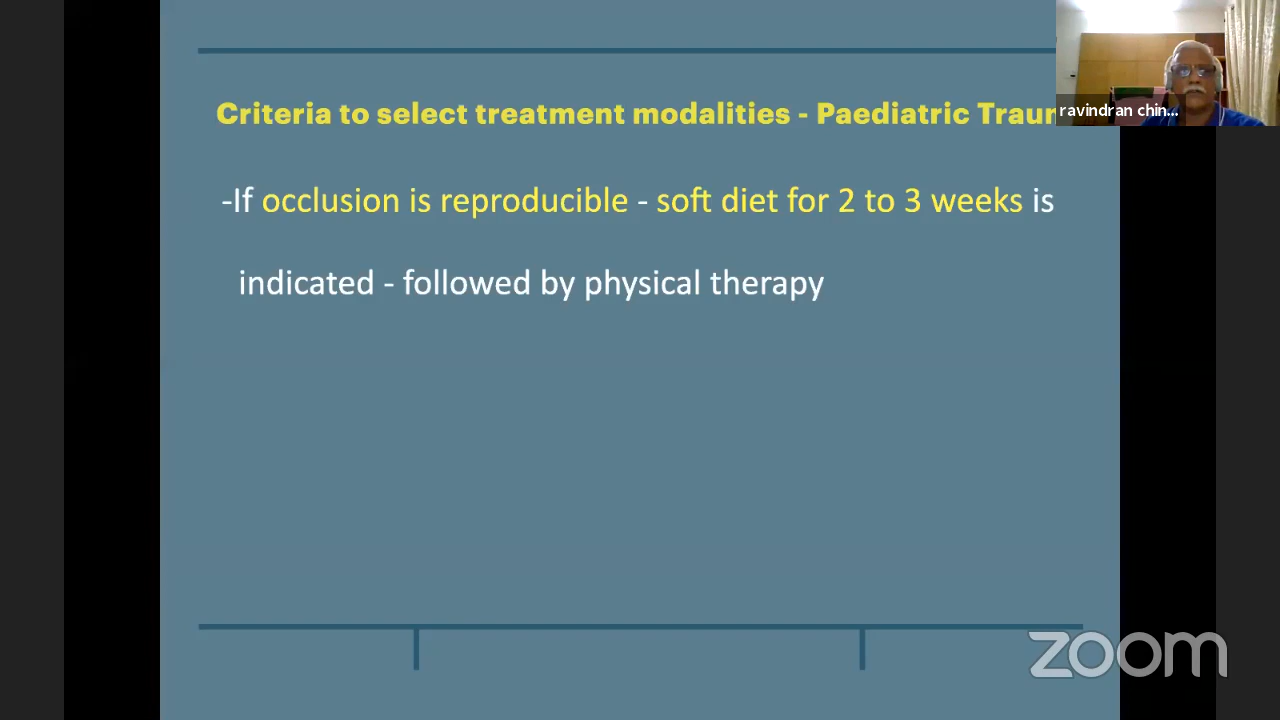 Criteria to select treatment modalities - Paediatric Traum
ravindran chin...
-If occlusion is reproducible - soft diet for 2 to 3 weeks is
indicated - followed by physical therapy
zoom